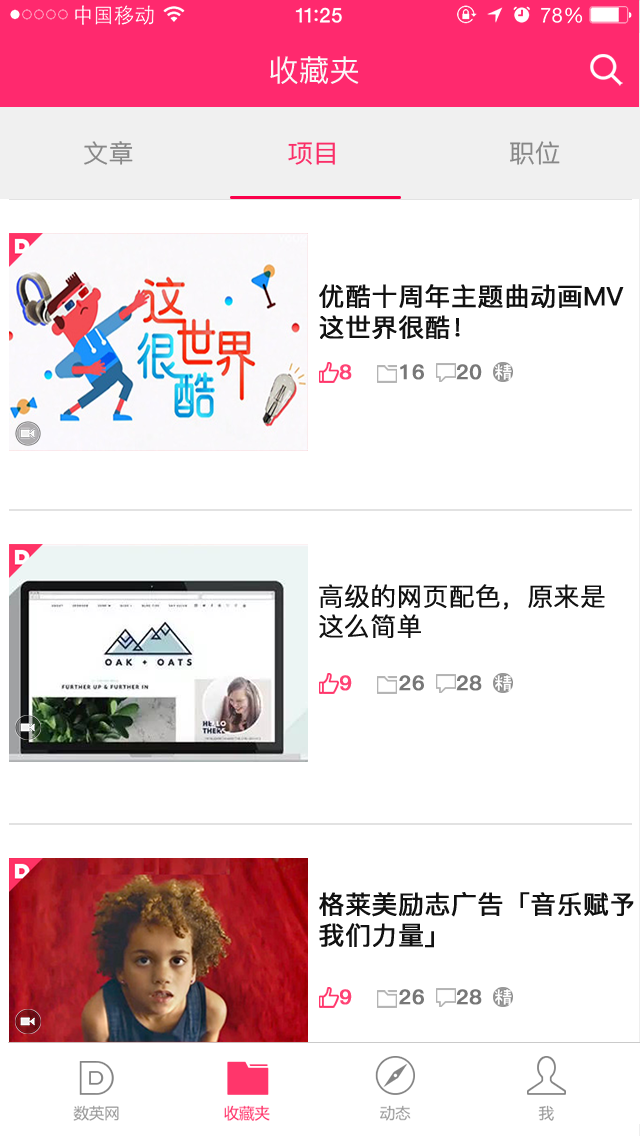 中国移动
11:25
78%
收藏夹
文章
项目
职位
D
这
很世界
酷
优酷十周年主题曲动画MV
这世界很酷！
8 16 20 精
D
OAK + OATS
FURTHER UP & FURTHER IN
HELLO
THERE
高级的网页配色，原来是
这么简单
9 26 28 精
D
格莱美励志广告「音乐赋予
我们力量」
9 26 28 精
D
数英网
收藏夹
动态
我